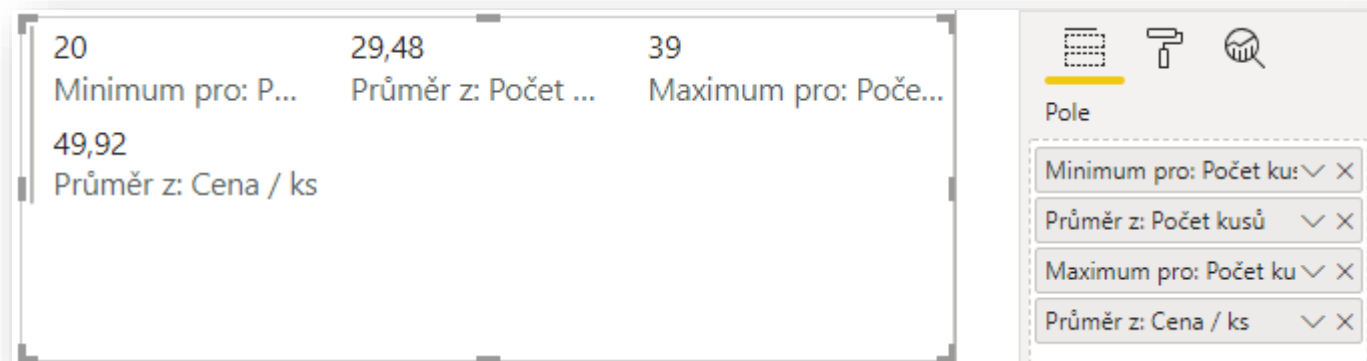 20 29,48 39
Minimum pro: P... Průměr z: Počet ... Maximum pro: Poče...
49,92
Průměr z: Cena / ks
Pole
Minimum pro: Počet kus
Průměr z: Počet kusů
Maximum pro: Počet ku
Průměr z: Cena / ks